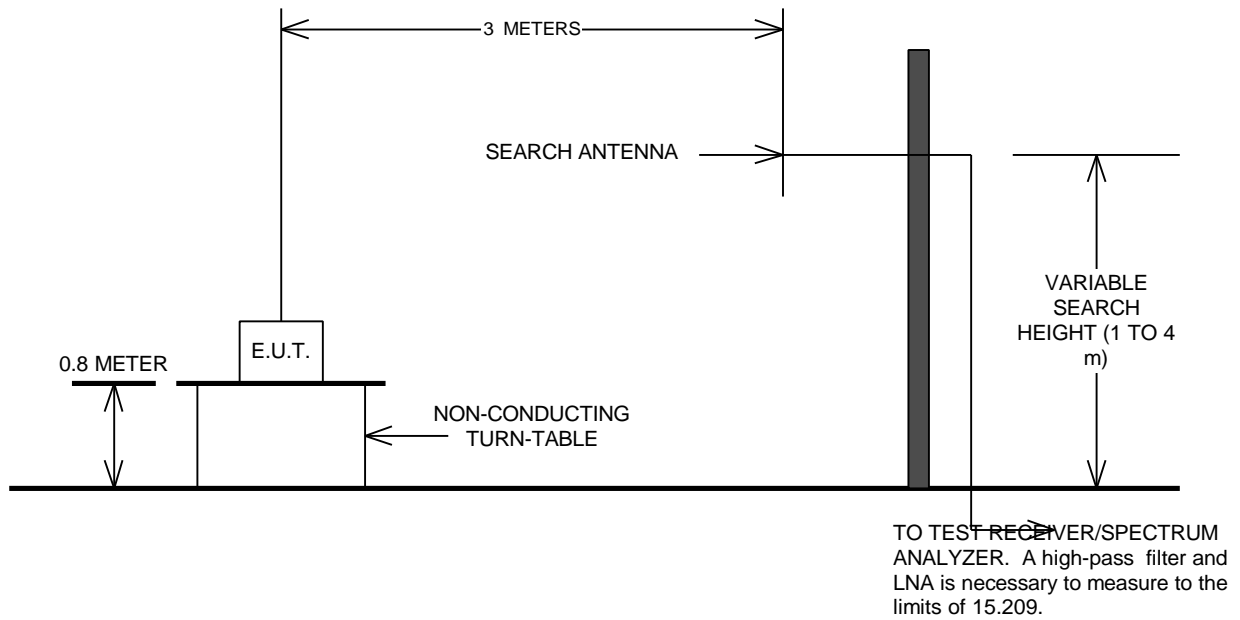 3 METERS
SEARCH ANTENNA
VARIABLE
SEARCH
HEIGHT (1 TO 4
m)
E.U.T.
0.8 METER
NON-CONDUCTING
TURN-TABLE
TO TEST RECEIVER/SPECTRUM
ANALYZER. A high-pass filter and
LNA is necessary to measure to the
limits of 15.209.